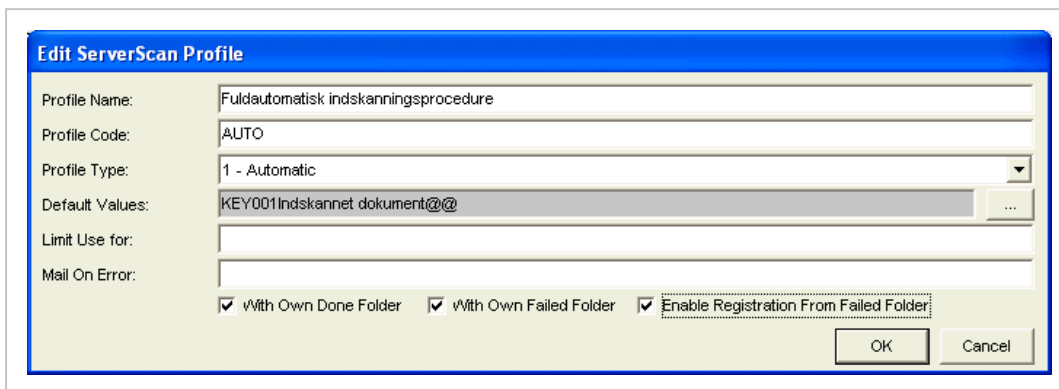 Edit ServerScan Profile
Profile Name: Fuldautomatisk indskanningsprocedure
Profile Code: AUTO
Profile Type: 1 - Automatic
Default Values: KEY001Indskannet dokument@@ ...
Limit Use for:
Mail On Error:
With Own Done Folder With Own Failed Folder Enable Registration From Failed Folder
OK Cancel